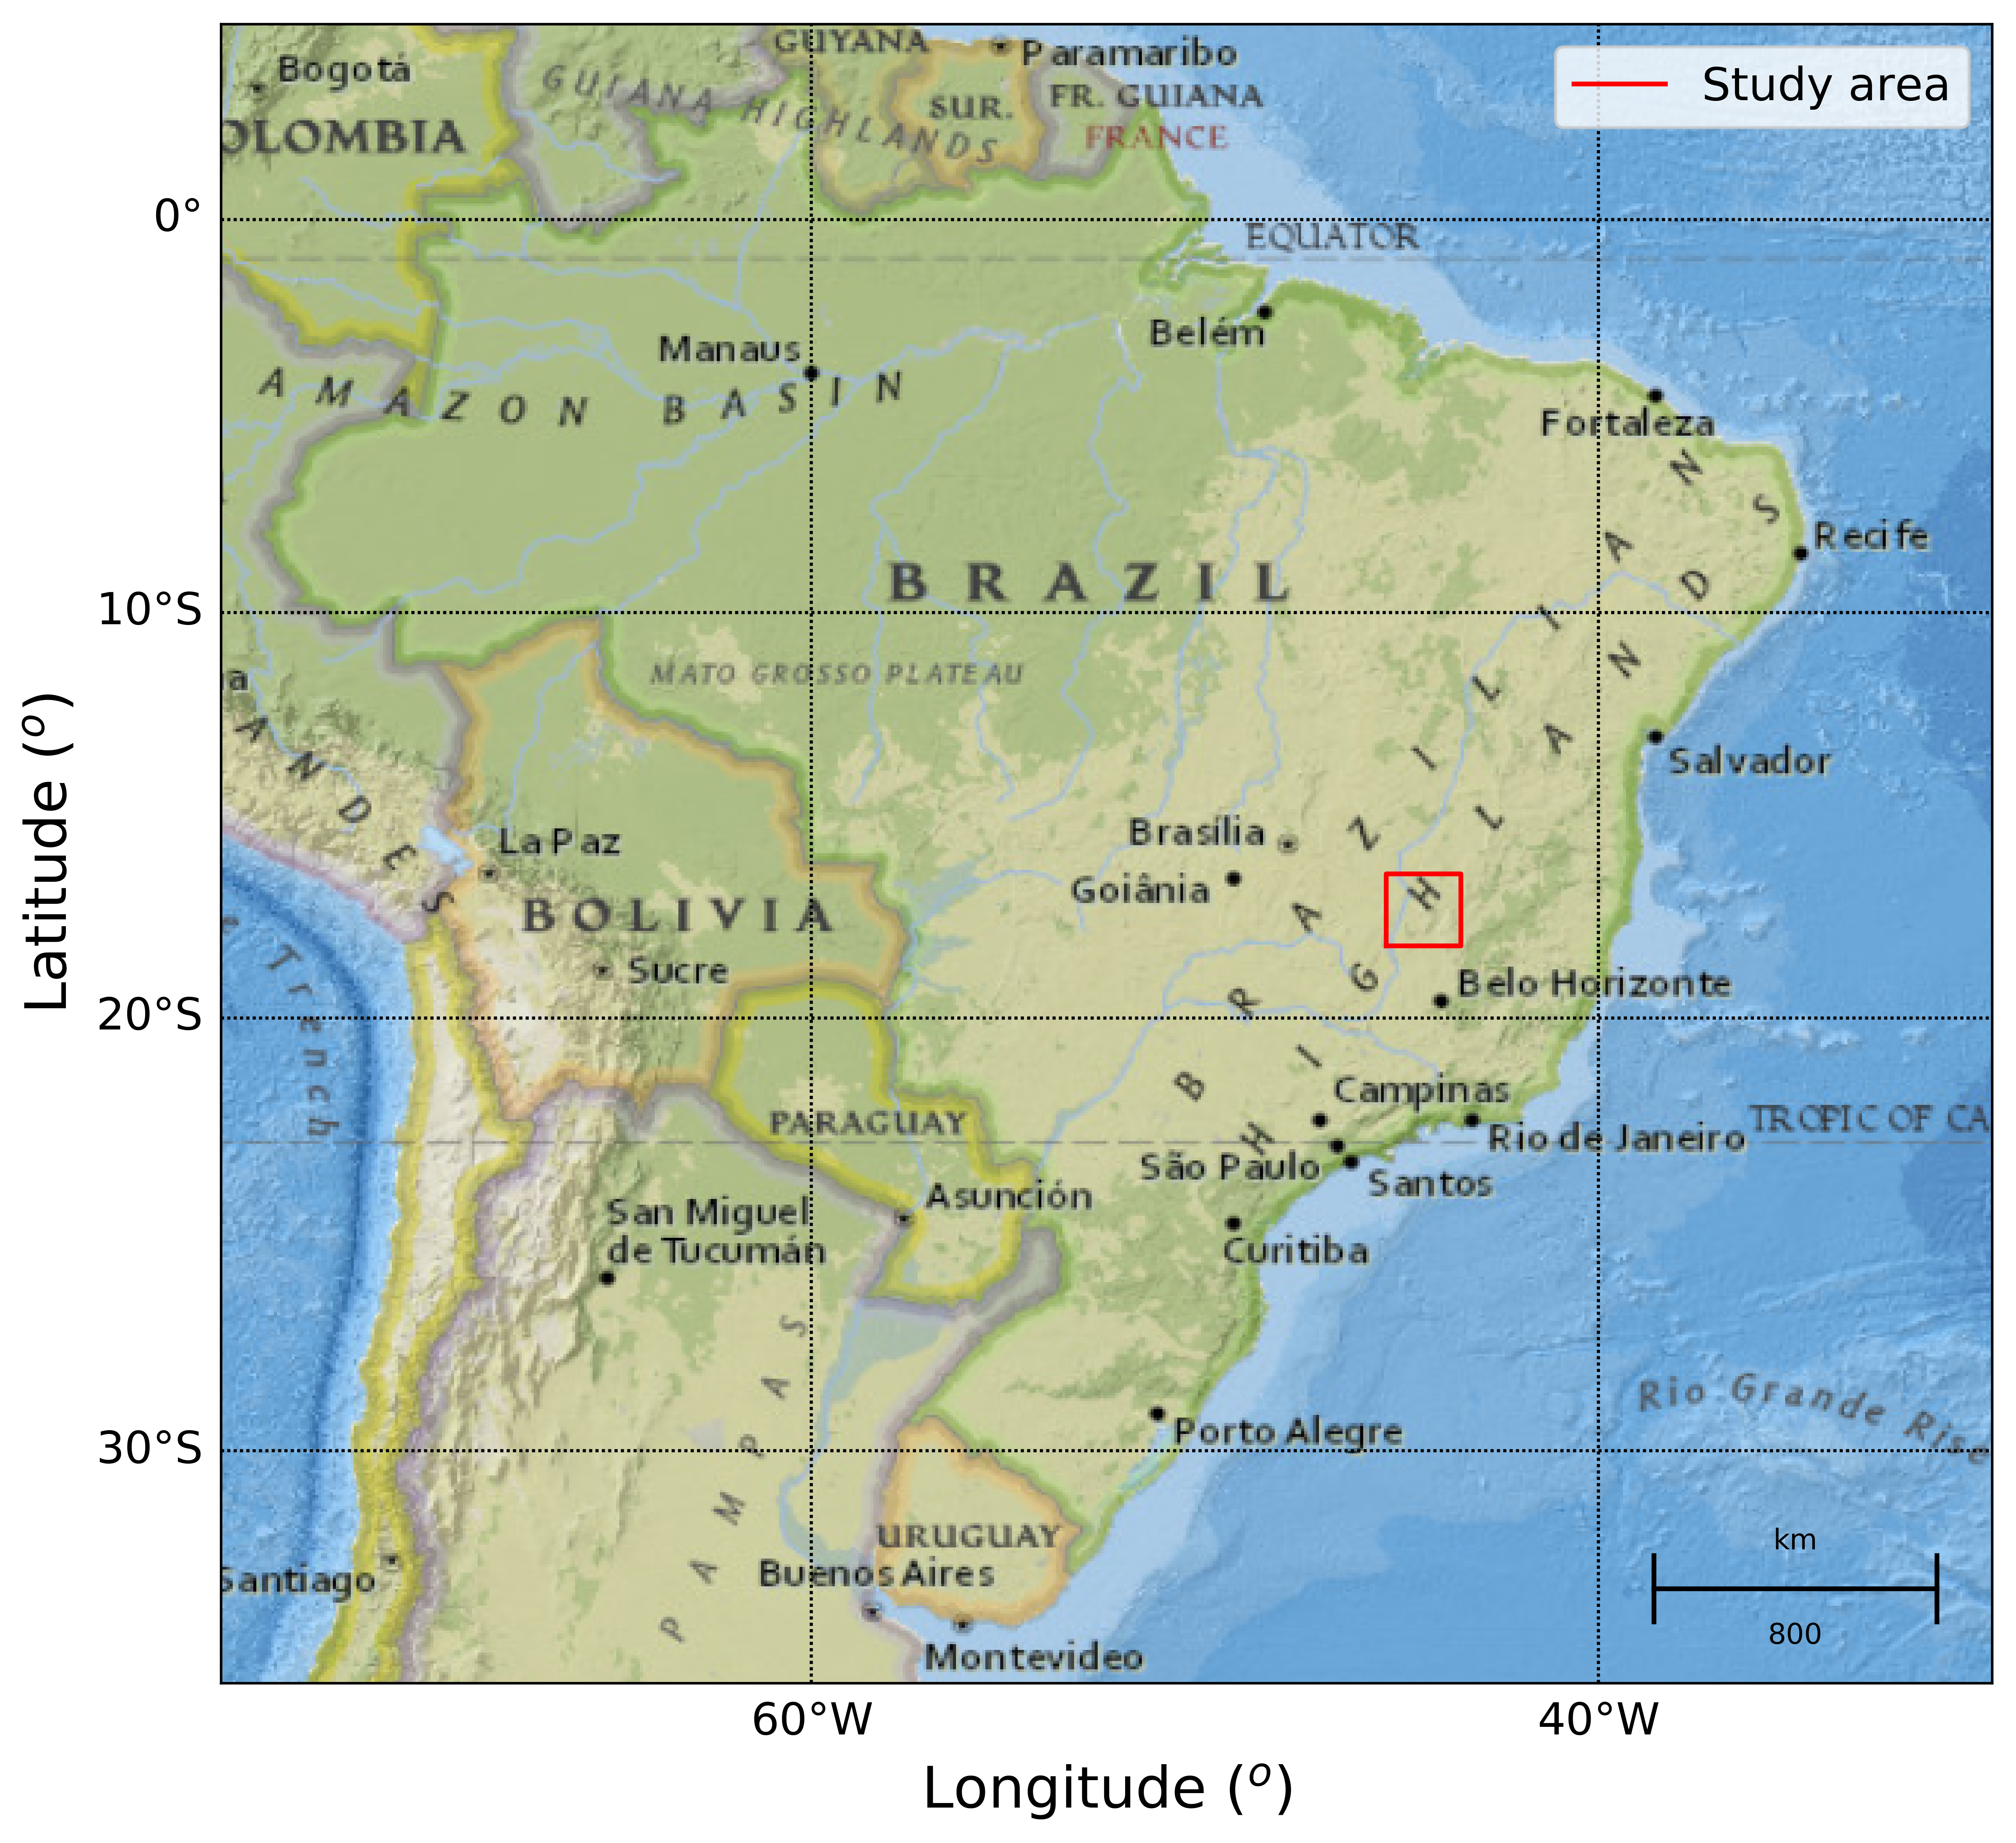 Study area
Bogotá
OLOMBIA
GUIANA HIGHLANDS
GUYANA
Paramaribo
SUR.
FR. GUIANA
FRANCE
0°
EQUATOR
Manaus
AMAZON BASIN
Belém
Fortaleza
Recife
BRAZIL
10°S
MATO GROSSO PLATEAU
a
ANDES
Salvador
La Paz
Brasília
Goiânia
BRAZILIAN
HIGHLANDS
BOLIVIA
Sucre
Trench
Belo Horizonte
20°S
Campinas
PARAGUAY
TROPIC OF CA
Rio de Janeiro
São Paulo
Santos
Asunción
San Miguel
de Tucumán
Curitiba
PAMPAS
Rio Grande Rise
Porto Alegre
30°S
URUGUAY
Buenos Aires
Santiago
Montevideo
km
800
60°W
40°W
Longitude (o)
Latitude (o)